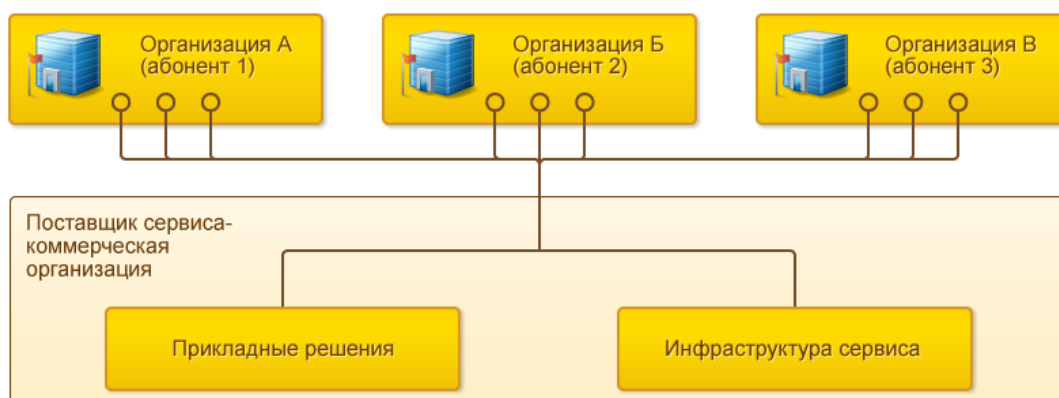 Организация А
(абонент 1)
Организация Б
(абонент 2)
Организация В
(абонент 3)
Поставщик сервиса-
коммерческая
организация
Прикладные решения
Инфраструктура сервиса